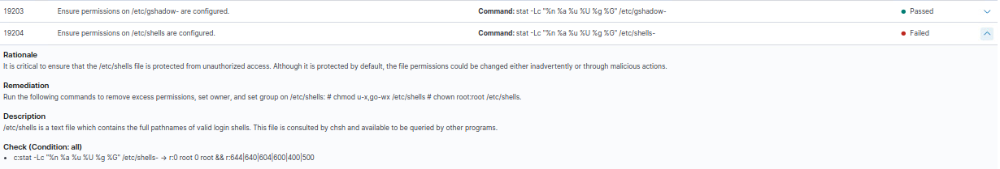 19203 Ensure permissions on /etc/gshadow- are configured. Command: stat -Lc "%n %a %u %U %g %G" /etc/gshadow- Passed
19204 Ensure permissions on /etc/shells are configured. Command: stat -Lc "%n %a %u %U %g %G" /etc/shells- Failed
Rationale
It is critical to ensure that the /etc/shells file is protected from unauthorized access. Although it is protected by default, the file permissions could be changed either inadvertently or through malicious actions.
Remediation
Run the following commands to remove excess permissions, set owner, and set group on /etc/shells: # chmod u-x,go-wx /etc/shells # chown root:root /etc/shells.
Description
/etc/shells is a text file which contains the full pathnames of valid login shells. This file is consulted by chsh and available to be queried by other programs.
Check (Condition: all)
• c:stat -Lc "%n %a %u %U %g %G" /etc/shells- → r:0 root 0 root && r:644|640|604|600|400|500